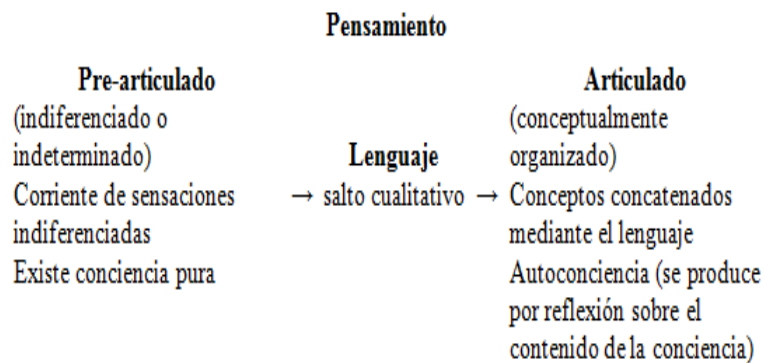 Pensamiento
Pre-articulado
(indiferenciado o
indeterminado)
Corriente de sensaciones
indiferenciadas
Existe conciencia pura
Lenguaje
→ salto cualitativo →
Articulado
(conceptualmente
organizado)
Conceptos concatenados
mediante el lenguaje
Autoconciencia (se produce
por reflexión sobre el
contenido de la conciencia)